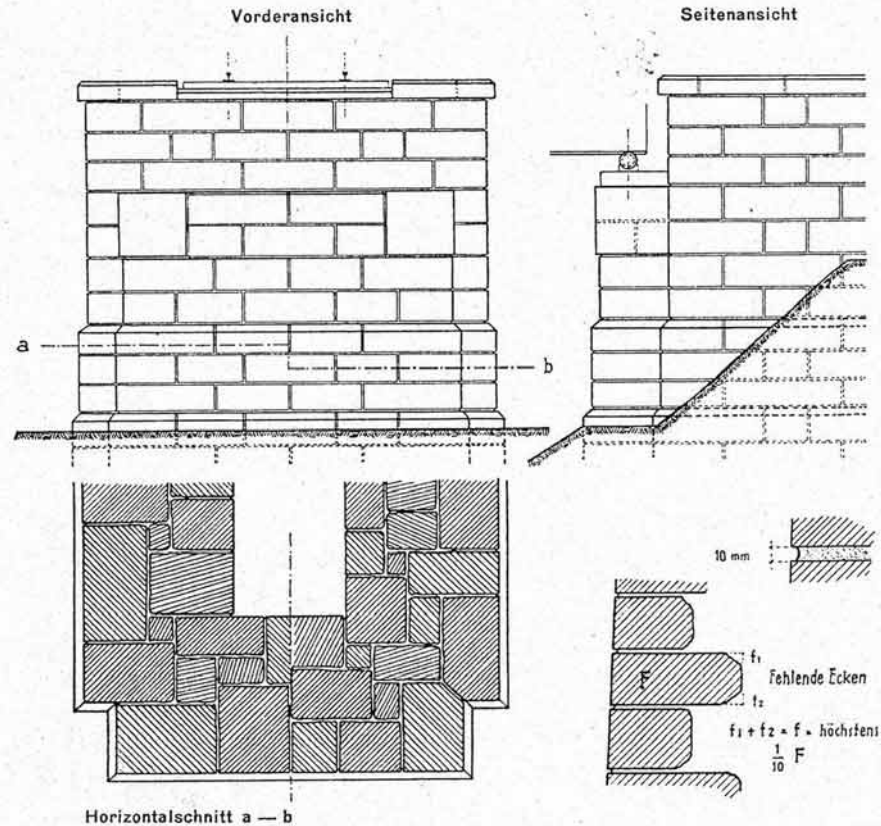 Vorderansicht
Seitenansicht
a
b
10 mm
F
f1
Fehlende Ecken
f2
f1 + f2 = f = höchstens
1/10 F
Horizontalschnitt a — b